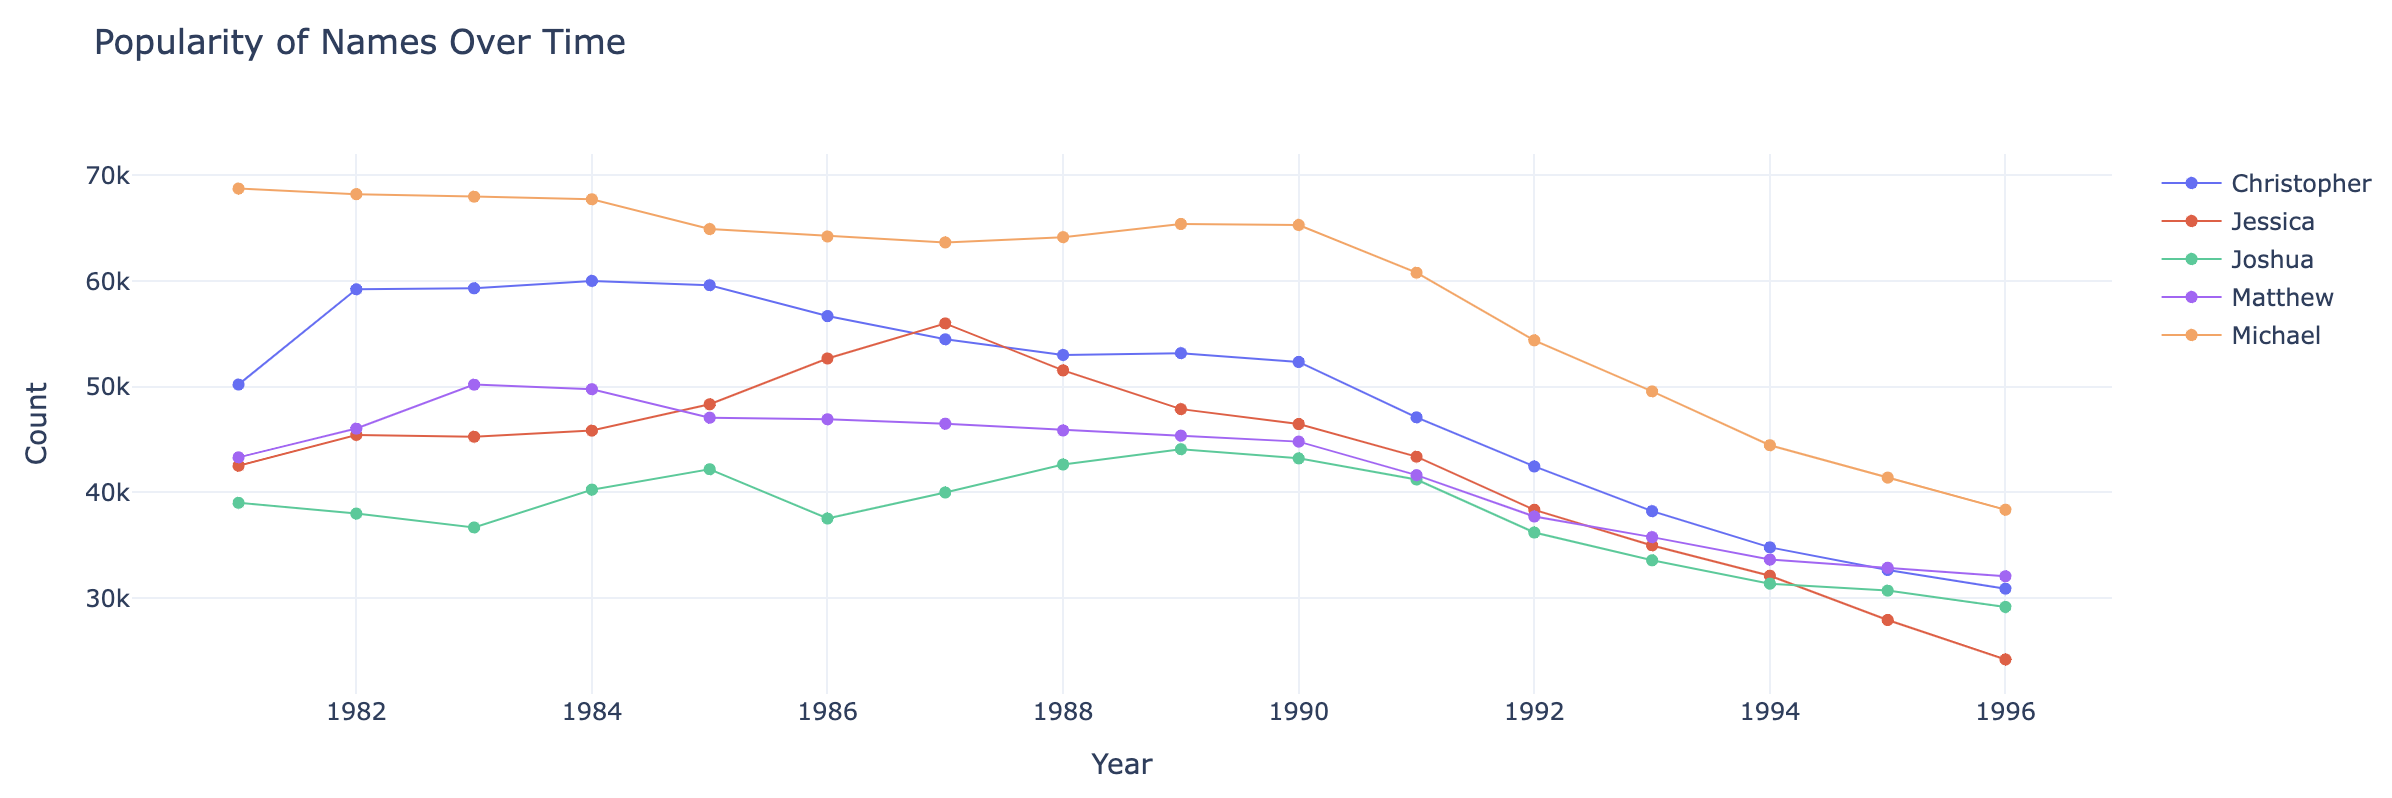 Popularity of Names Over Time
70k
60k
50k
40k
30k
Count
1982 1984 1986 1988 1990 1992 1994 1996
Year
Christopher
Jessica
Joshua
Matthew
Michael